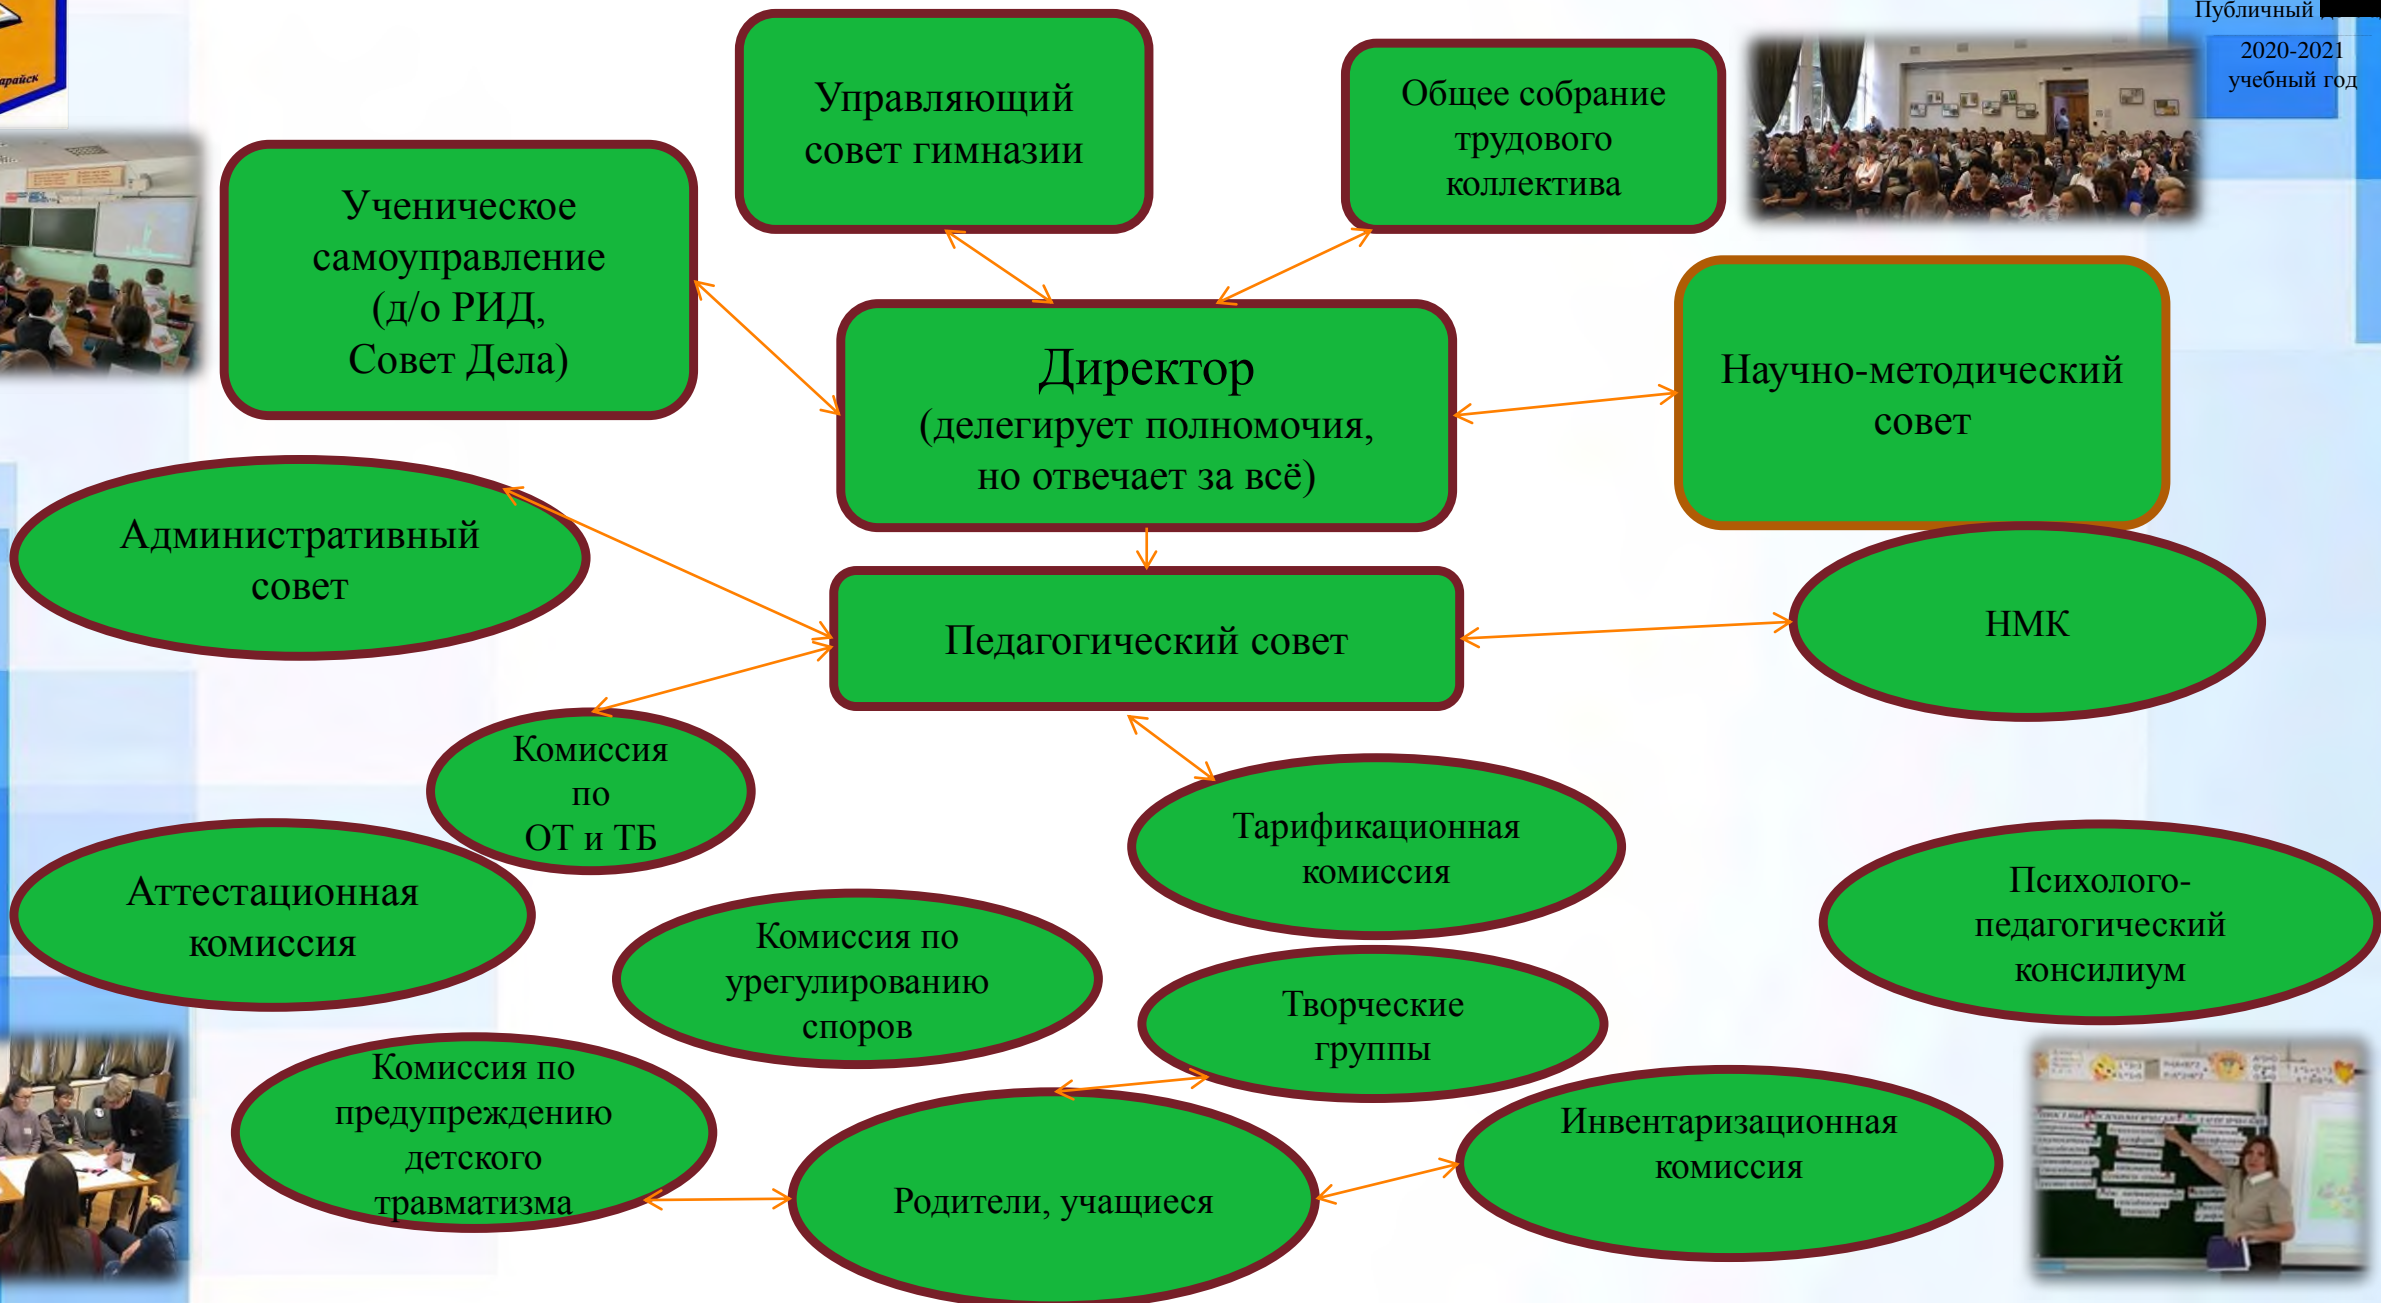 Публичный
2020-2021
учебный год
арайск
Управляющий
совет гимназии
Общее собрание
трудового
коллектива
Ученическое
самоуправление
(д/о РИД,
Совет Дела)
Директор
(делегирует полномочия,
но отвечает за всё)
Научно-методический
совет
Административный
совет
Педагогический совет
НМК
Комиссия
по
ОТ и ТБ
Тарификационная
комиссия
Аттестационная
комиссия
Психолого-
педагогический
консилиум
Комиссия по
урегулированию
споров
Творческие
группы
Комиссия по
предупреждению
детского
травматизма
Родители, учащиеся
Инвентаризационная
комиссия